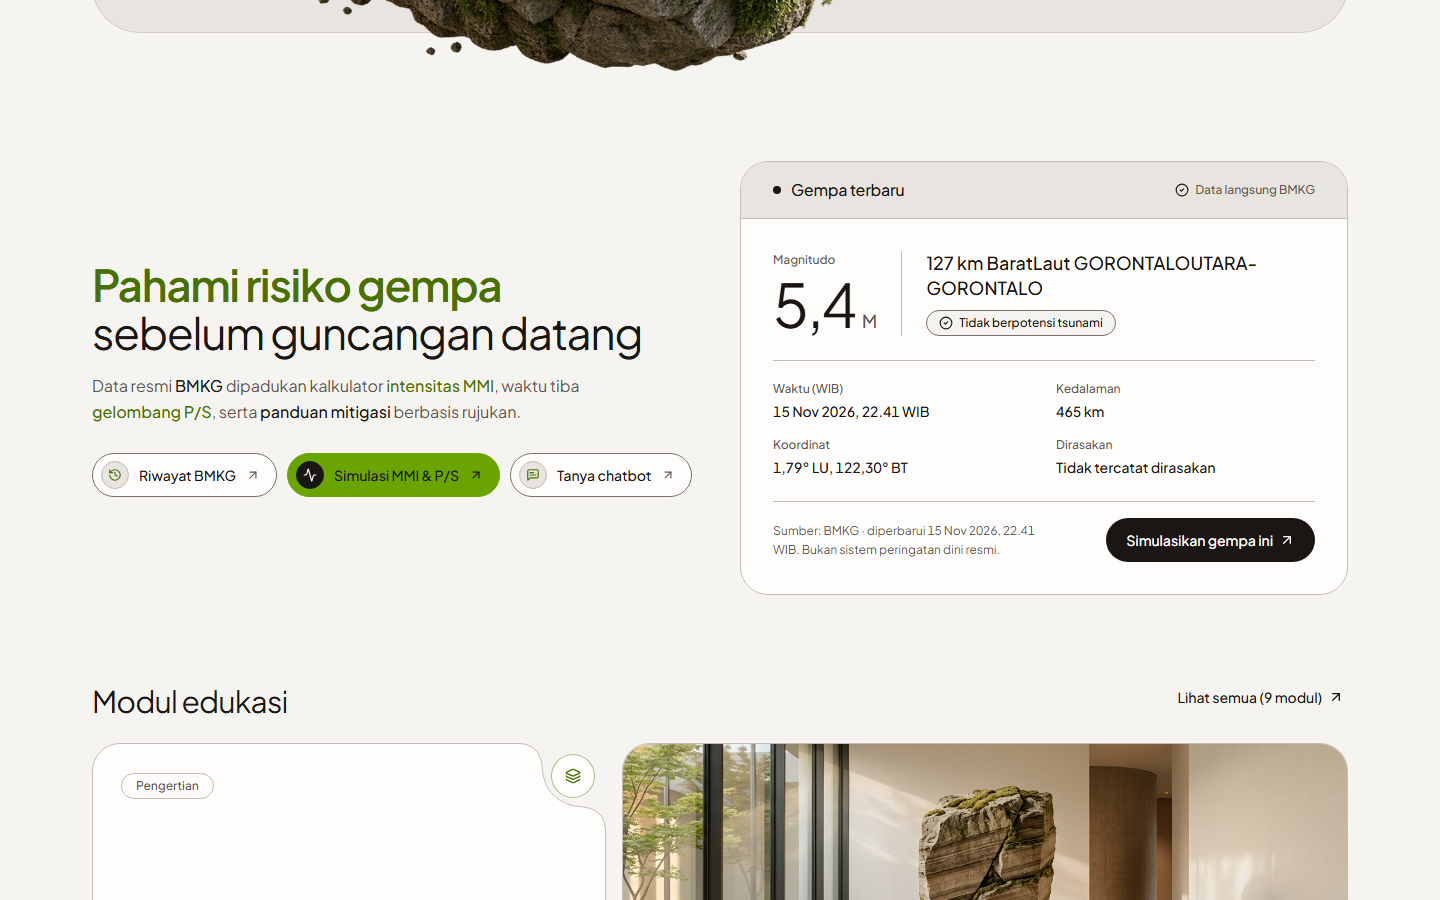 Pahami risiko gempa
sebelum guncangan datang
Data resmi BMKG dipadukan kalkulator intensitas MMI, waktu tiba
gelombang P/S, serta panduan mitigasi berbasis rujukan.
Riwayat BMKG
Simulasi MMI & P/S
Tanya chatbot
Gempa terbaru
Data langsung BMKG
Magnitudo
5,4 M
127 km BaratLaut GORONTALOUTARA-
GORONTALO
Tidak berpotensi tsunami
Waktu (WIB)
15 Nov 2026, 22.41 WIB
Kedalaman
465 km
Koordinat
1,79° LU, 122,30° BT
Dirasakan
Tidak tercatat dirasakan
Sumber: BMKG · diperbarui 15 Nov 2026, 22.41
WIB. Bukan sistem peringatan dini resmi.
Simulasikan gempa ini
Modul edukasi
Lihat semua (9 modul)
Pengertian